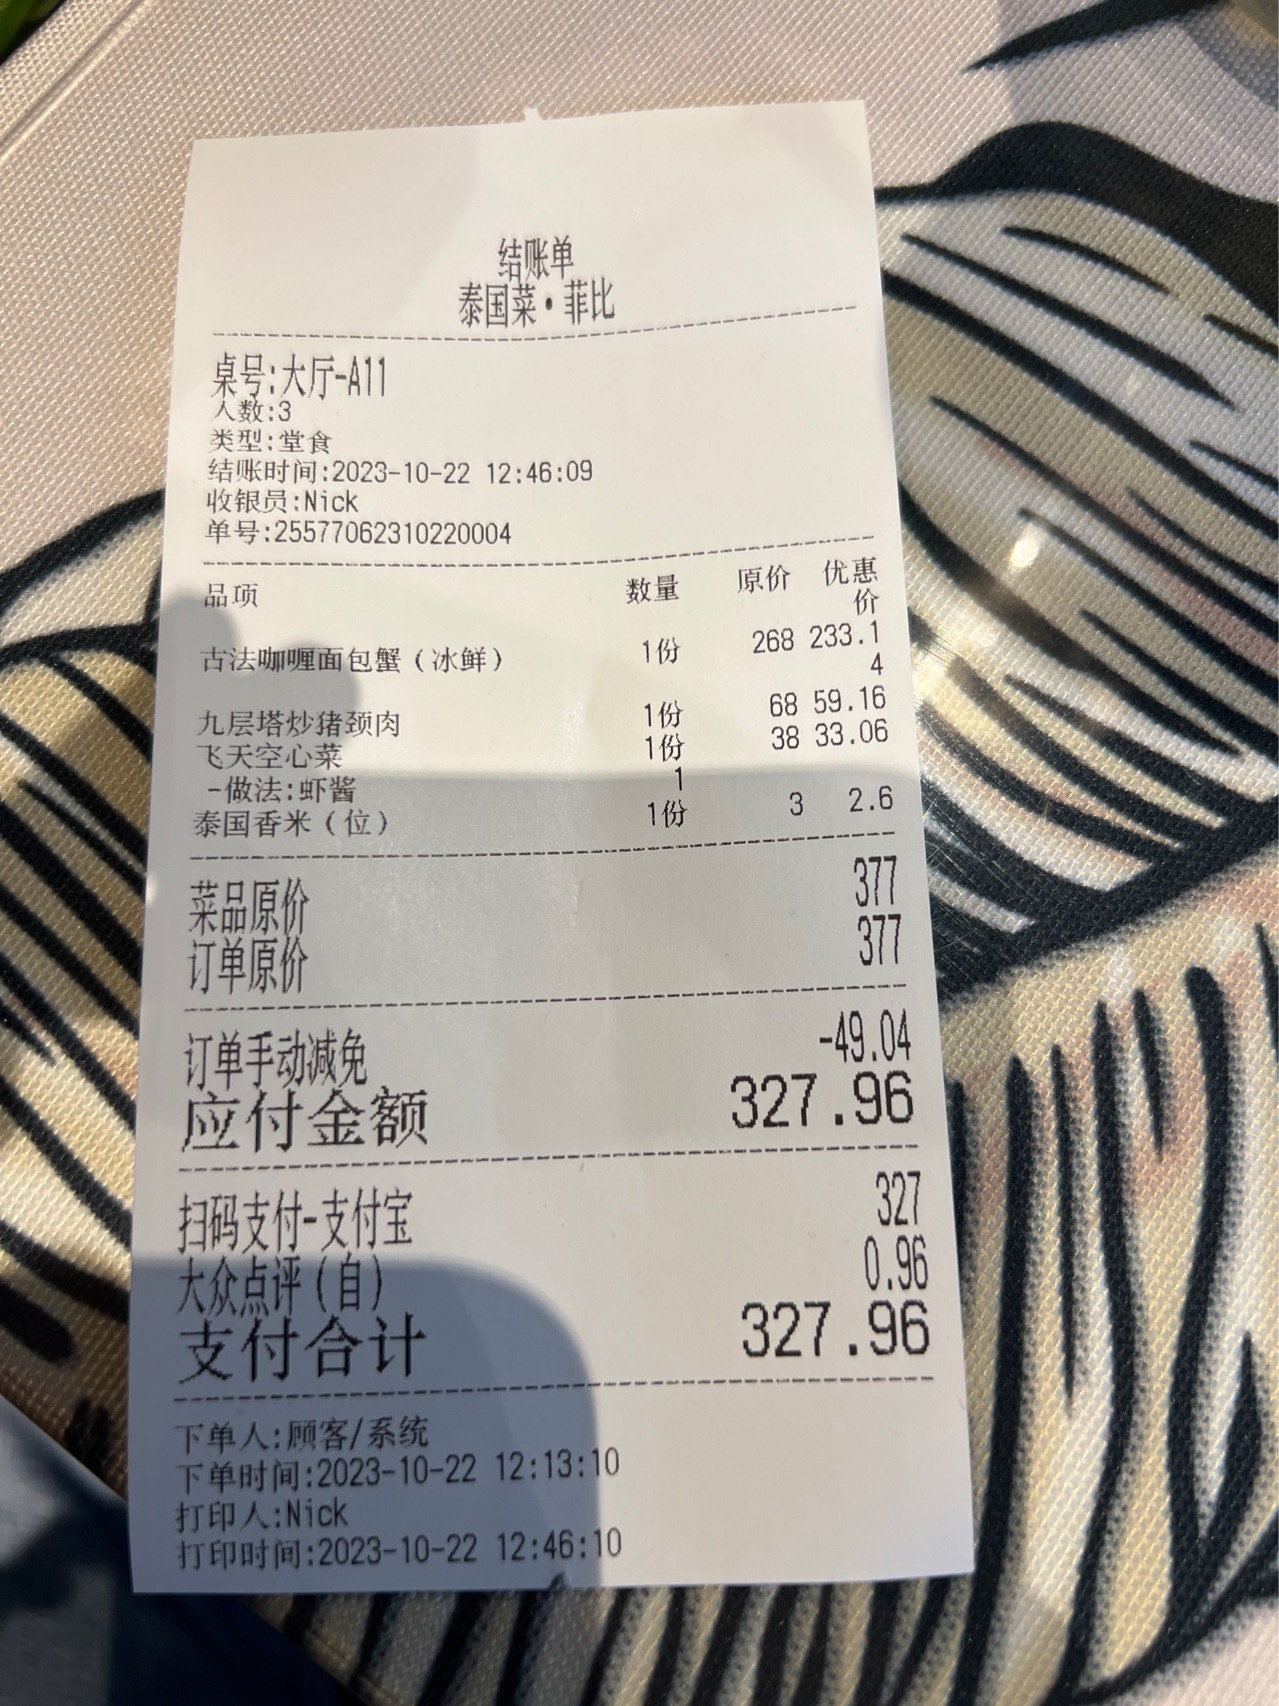 结账单
泰国菜•菲比
桌号:大厅-A11
人数:3
类型:堂食
结账时间:2023-10-22 12:46:09
收银员:Nick
单号:255770623102200​04
品项 数量 原价 优惠价
古法咖喱面包蟹（冰鲜） 1份 268 233.14
九层塔炒猪颈肉 1份 68 59.16
飞天空心菜 1份 38 33.06
-做法:虾酱 1
泰国香米（位） 1份 3 2.6
菜品原价 377
订单原价 377
订单手动减免 -49.04
应付金额 327.96
扫码支付-支付宝 327
大众点评（自） 0.96
支付合计 327.96
下单人:顾客/系统
下单时间:2023-10-22 12:13:10
打印人:Nick
打印时间:2023-10-22 12:46:10